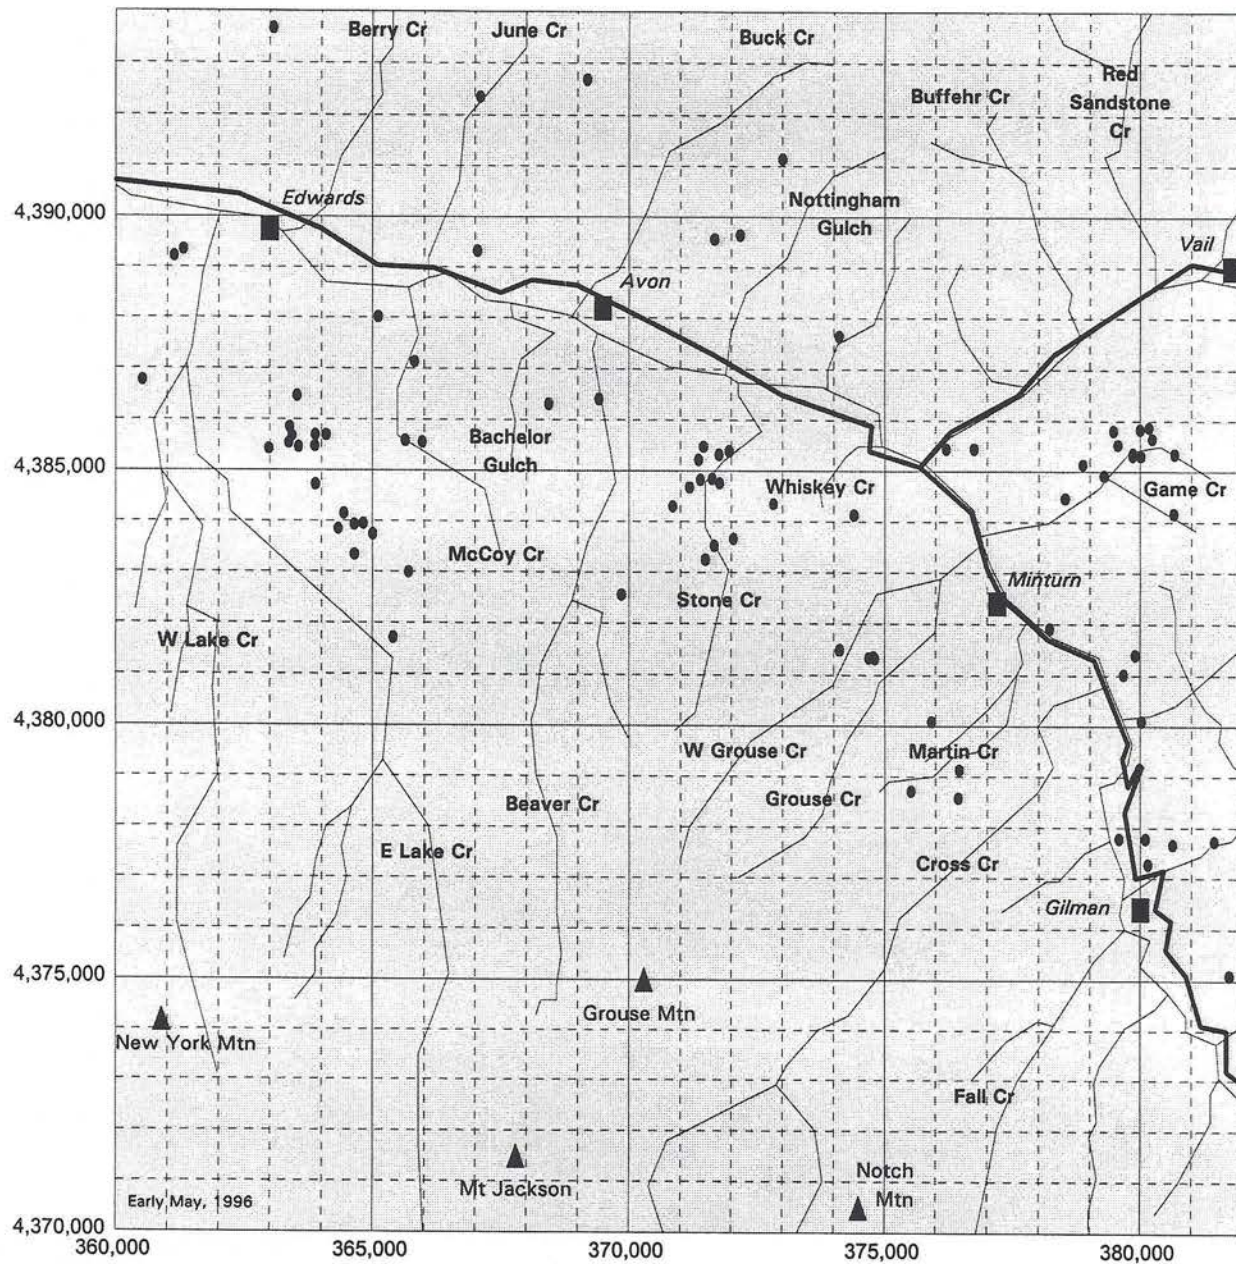 Berry Cr
June Cr
Buck Cr
Red
Sandstone
Cr
Buffehr Cr
Edwards
4,390,000
Nottingham
Gulch
Vail
Avon
Bachelor
Gulch
4,385,000
Whiskey Cr
Game Cr
McCoy Cr
Minturn
Stone Cr
W Lake Cr
4,380,000
W Grouse Cr
Martin Cr
Beaver Cr
Grouse Cr
E Lake Cr
Cross Cr
Gilman
4,375,000
Grouse Mtn
New York Mtn
Fall Cr
Notch
Mtn
Mt Jackson
Early May, 1996
4,370,000
360,000
365,000
370,000
375,000
380,000